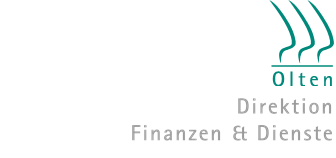 Olten
Direktion
Finanzen & Dienste